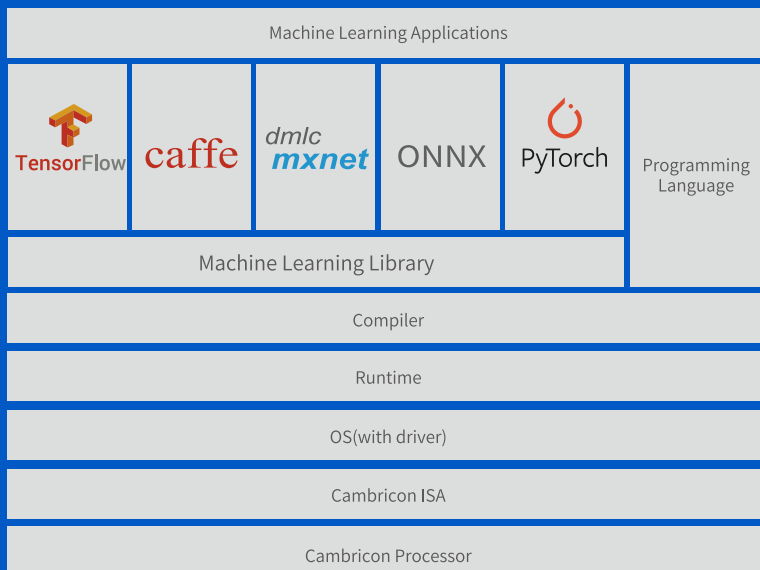 Machine Learning Applications
TensorFlow
caffe
dmlc
mxnet
ONNX
PyTorch
Programming
Language
Machine Learning Library
Compiler
Runtime
OS(with driver)
Cambricon ISA
Cambricon Processor